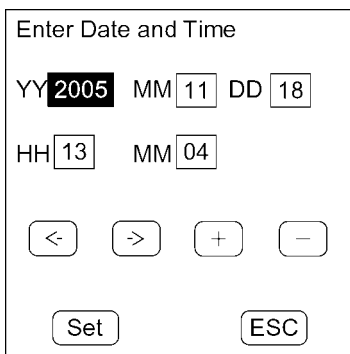 Enter Date and Time
YY 2005 MM 11 DD 18
HH 13 MM 04
<- -> + -
Set ESC